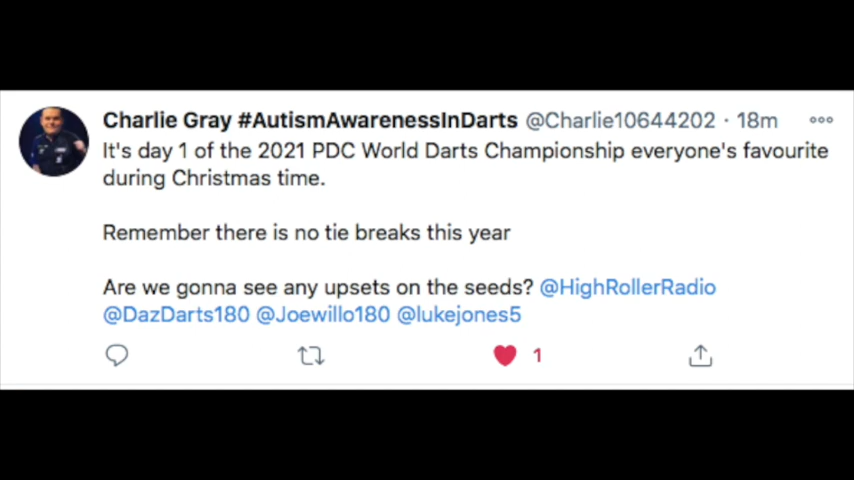 Charlie Gray #AutismAwarenessInDarts @Charlie10644202 · 18m
It's day 1 of the 2021 PDC World Darts Championship everyone's favourite
during Christmas time.
Remember there is no tie breaks this year
Are we gonna see any upsets on the seeds? @HighRollerRadio
@DazDarts180 @Joewillo180 @lukejones5
1